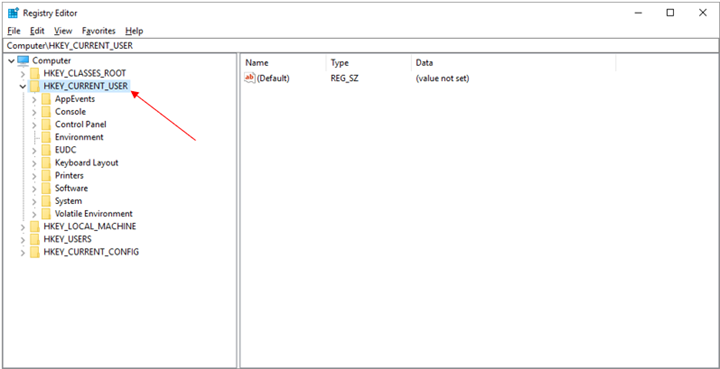 Registry Editor
File Edit View Favorites Help
Computer\HKEY_CURRENT_USER
Computer
HKEY_CLASSES_ROOT
HKEY_CURRENT_USER
AppEvents
Console
Control Panel
Environment
EUDC
Keyboard Layout
Printers
Software
System
Volatile Environment
HKEY_LOCAL_MACHINE
HKEY_USERS
HKEY_CURRENT_CONFIG
Name Type Data
ab (Default) REG_SZ (value not set)